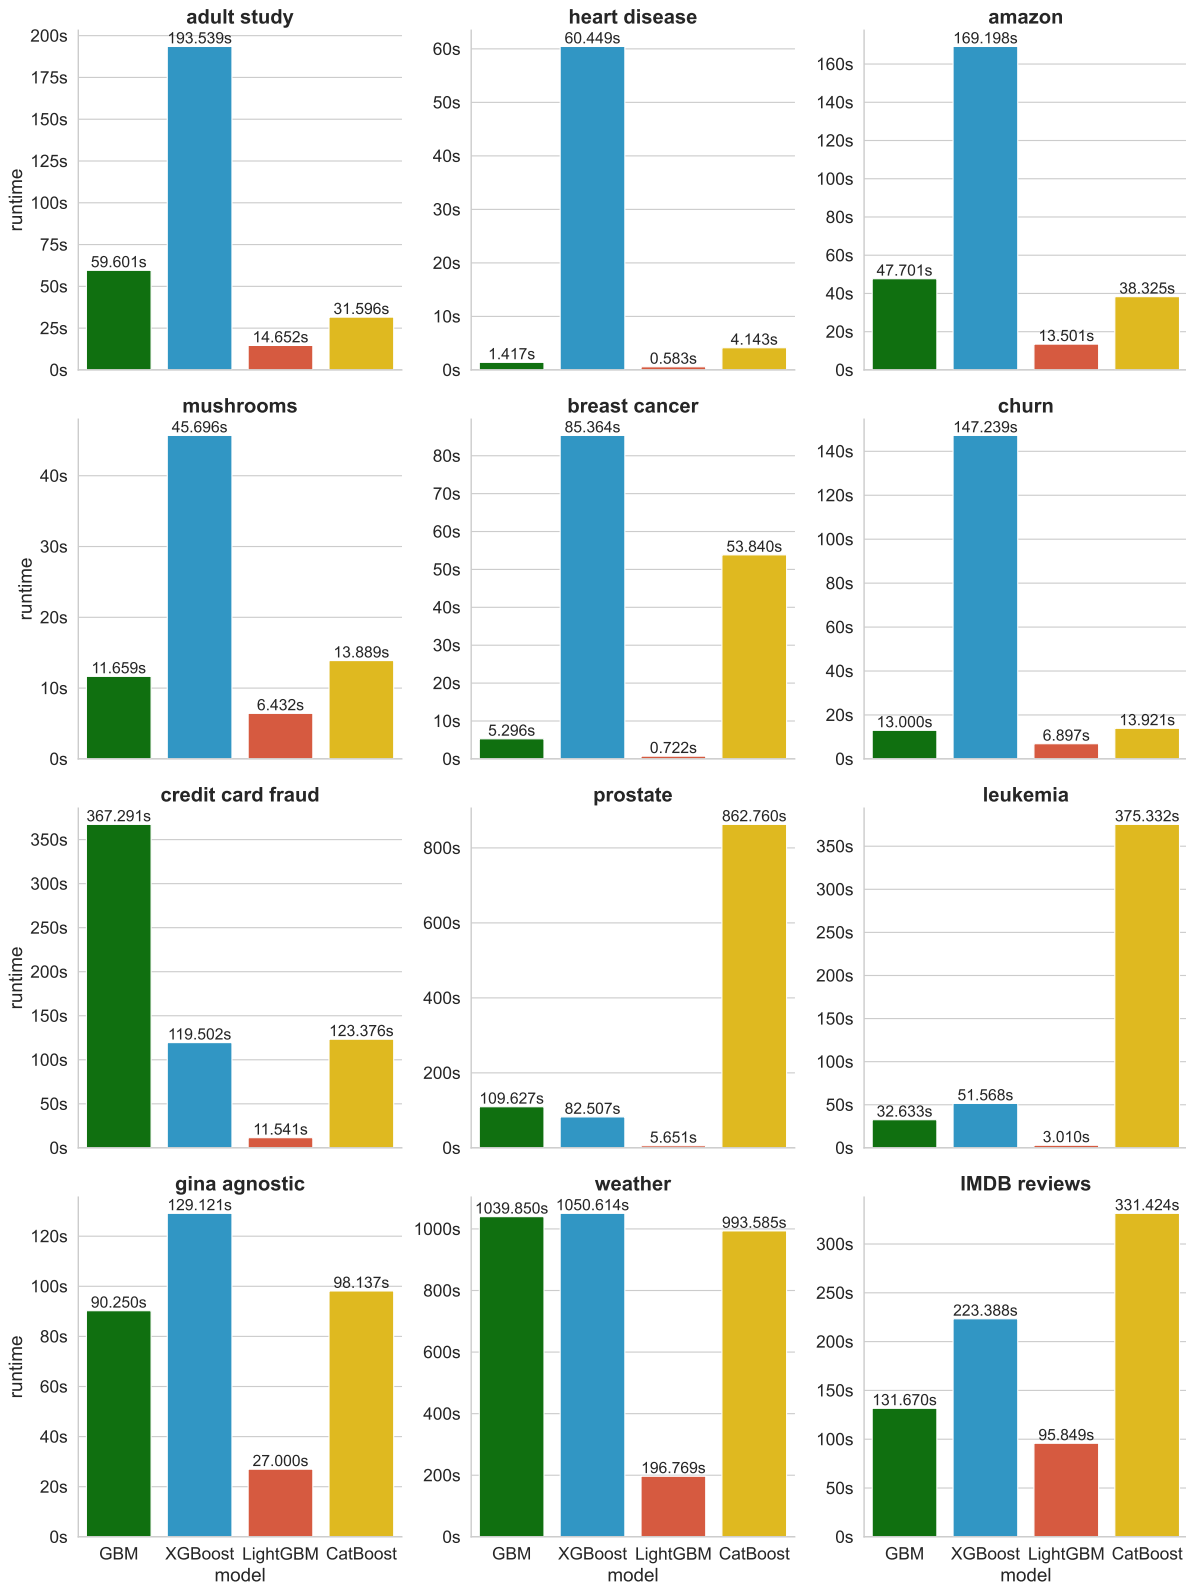 adult study
200s
175s
150s
125s
100s
75s
50s
25s
0s
runtime
59.601s
193.539s
14.652s
31.596s
heart disease
60s
50s
40s
30s
20s
10s
0s
1.417s
60.449s
0.583s
4.143s
amazon
160s
140s
120s
100s
80s
60s
40s
20s
0s
47.701s
169.198s
13.501s
38.325s
mushrooms
40s
30s
20s
10s
0s
runtime
11.659s
45.696s
6.432s
13.889s
breast cancer
80s
70s
60s
50s
40s
30s
20s
10s
0s
5.296s
85.364s
0.722s
53.840s
churn
140s
120s
100s
80s
60s
40s
20s
0s
13.000s
147.239s
6.897s
13.921s
credit card fraud
350s
300s
250s
200s
150s
100s
50s
0s
runtime
367.291s
119.502s
11.541s
123.376s
prostate
800s
600s
400s
200s
0s
109.627s
82.507s
5.651s
862.760s
leukemia
350s
300s
250s
200s
150s
100s
50s
0s
32.633s
51.568s
3.010s
375.332s
gina agnostic
120s
100s
80s
60s
40s
20s
0s
runtime
90.250s
129.121s
27.000s
98.137s
GBM XGBoost LightGBM CatBoost
model
weather
1000s
800s
600s
400s
200s
0s
1039.850s
1050.614s
196.769s
993.585s
GBM XGBoost LightGBM CatBoost
model
IMDB reviews
300s
250s
200s
150s
100s
50s
0s
131.670s
223.388s
95.849s
331.424s
GBM XGBoost LightGBM CatBoost
model